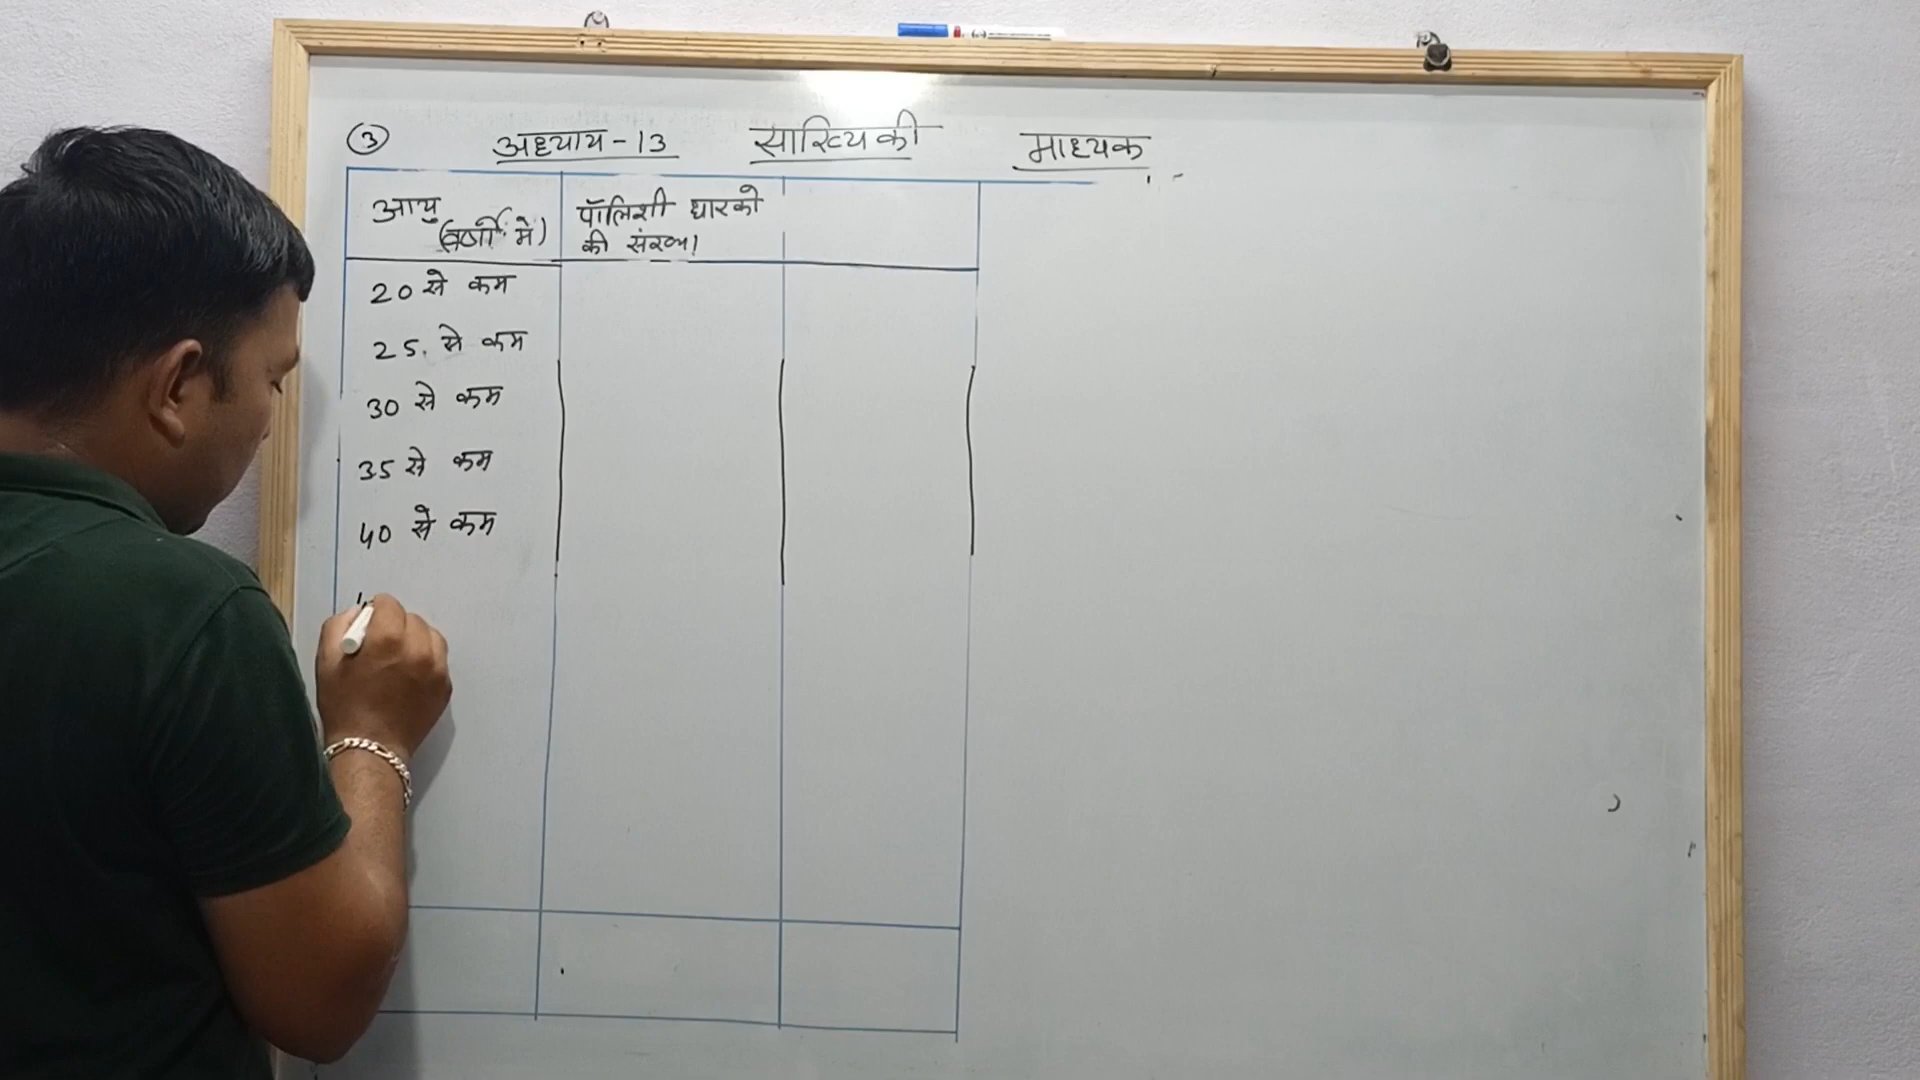 ③ अध्याय-13 सांख्यिकी माध्यक
आयु
(वर्षों में)
पॉलिशी धारको
की संख्या
20 से कम
25 से कम
30 से कम
35 से कम
40 से कम